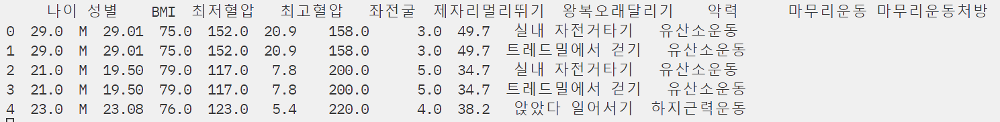 나이 성별 BMI 최저혈압 최고혈압 좌전굴 제자리멀리뛰기 왕복오래달리기 악력 마무리운동 마무리운동처방
0 29.0 M 29.01 75.0 152.0 20.9 158.0 3.0 49.7 실내 자전거타기 유산소운동
1 29.0 M 29.01 75.0 152.0 20.9 158.0 3.0 49.7 트레드밀에서 걷기 유산소운동
2 21.0 M 19.50 79.0 117.0 7.8 200.0 5.0 34.7 실내 자전거타기 유산소운동
3 21.0 M 19.50 79.0 117.0 7.8 200.0 5.0 34.7 트레드밀에서 걷기 유산소운동
4 23.0 M 23.08 76.0 123.0 5.4 220.0 4.0 38.2 앉았다 일어서기 하지근력운동